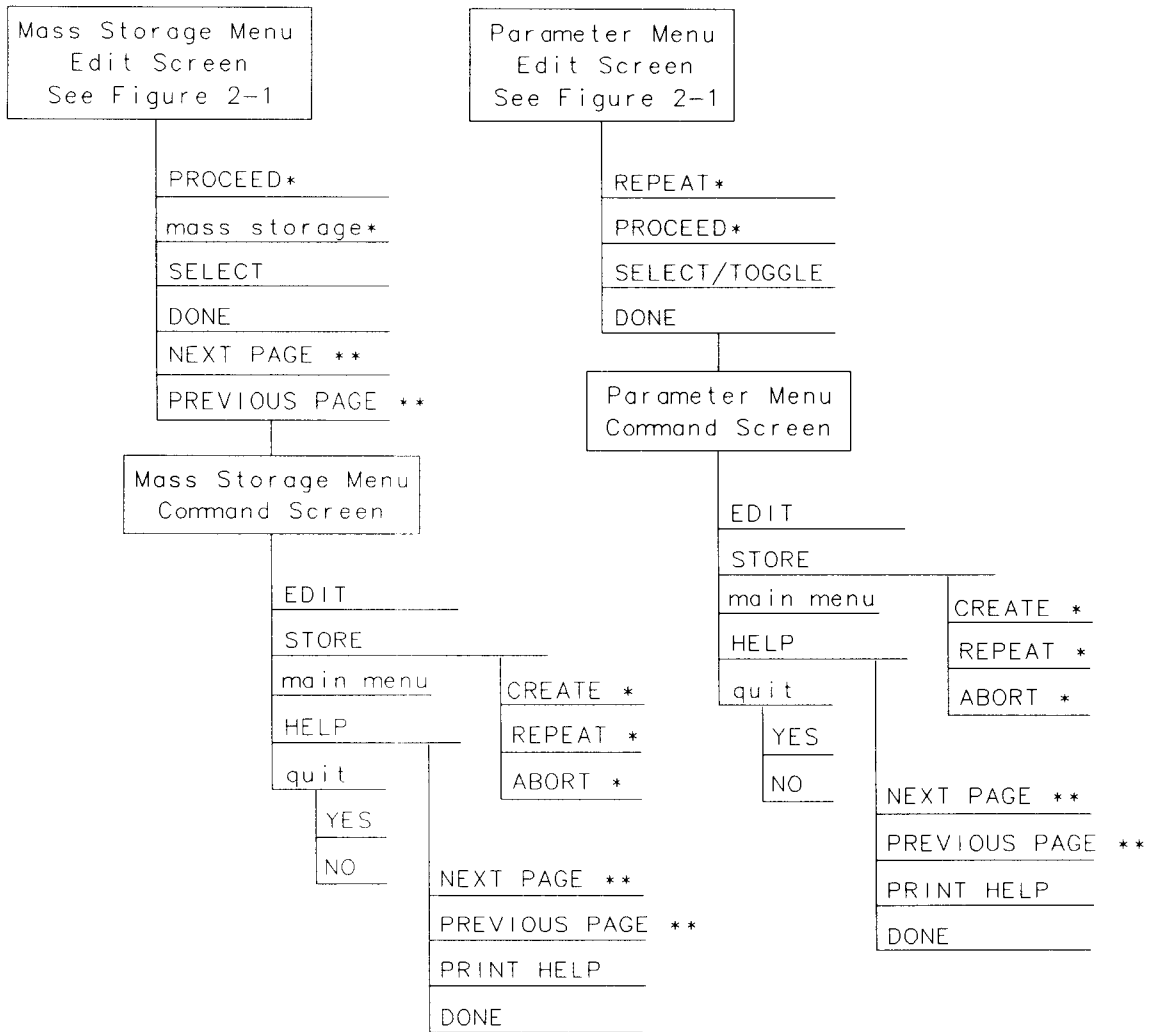 Mass Storage Menu
Edit Screen
See Figure 2-1
PROCEED*
mass storage*
SELECT
DONE
NEXT PAGE **
PREVIOUS PAGE **
Mass Storage Menu
Command Screen
EDIT
STORE
CREATE *
REPEAT *
ABORT *
main menu
HELP
NEXT PAGE **
PREVIOUS PAGE **
PRINT HELP
DONE
quit
YES
NO
Parameter Menu
Edit Screen
See Figure 2-1
REPEAT*
PROCEED*
SELECT/TOGGLE
DONE
Parameter Menu
Command Screen
EDIT
STORE
CREATE *
REPEAT *
ABORT *
main menu
HELP
NEXT PAGE **
PREVIOUS PAGE **
PRINT HELP
DONE
quit
YES
NO